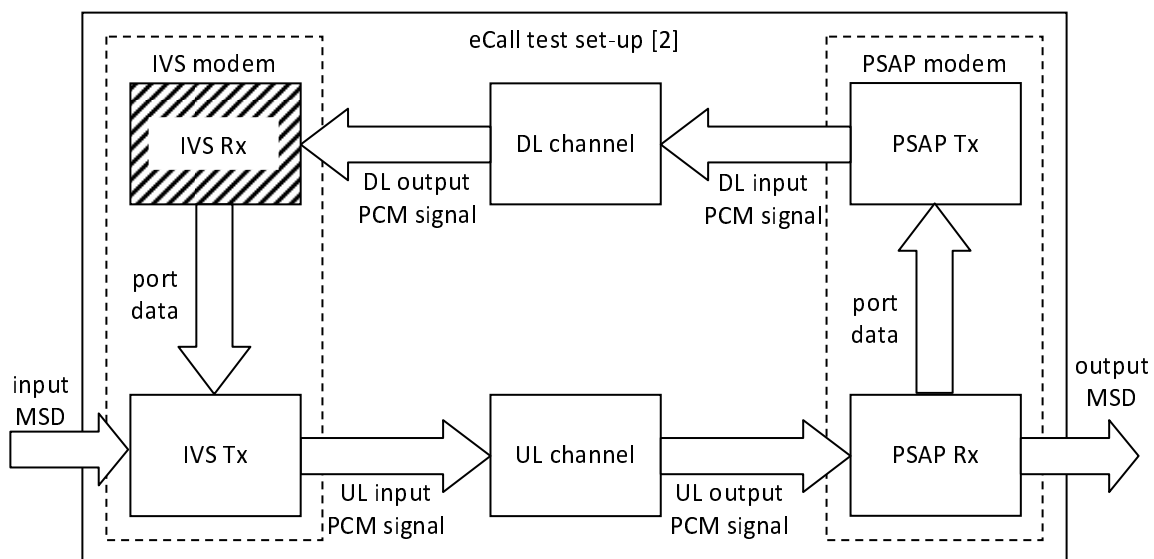 eCall test set-up [2]
IVS modem
PSAP modem
IVS Rx
DL channel
PSAP Tx
DL output
PCM signal
DL input
PCM signal
port
data
port
data
input
MSD
output
MSD
IVS Tx
UL channel
PSAP Rx
UL input
PCM signal
UL output
PCM signal